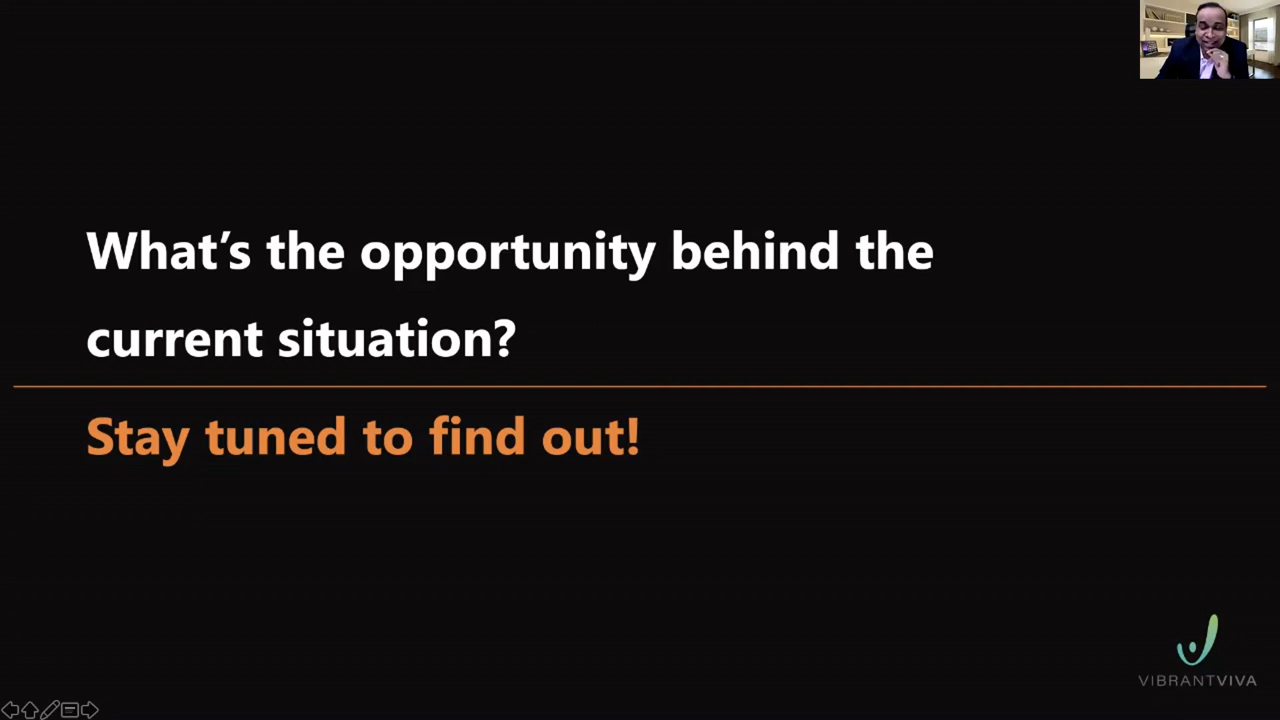 What’s the opportunity behind the
current situation?
Stay tuned to find out!
VIBRANTVIVA